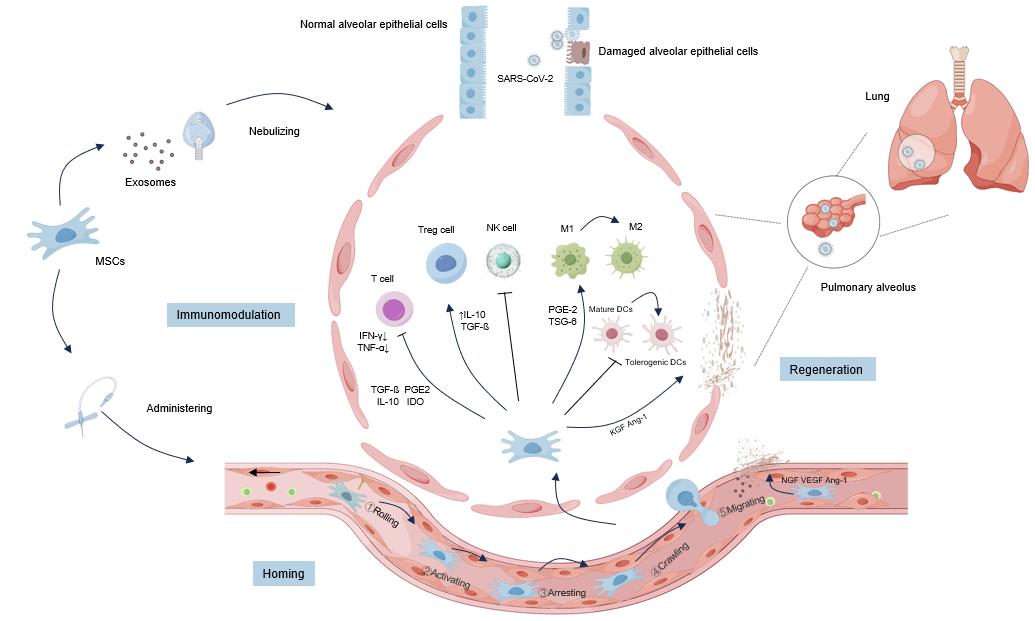 Normal alveolar epithelial cells
Damaged alveolar epithelial cells
SARS-CoV-2
Lung
Nebulizing
Exosomes
MSCs
Pulmonary alveolus
Treg cell
NK cell
M1
M2
T cell
Immunomodulation
IFN-γ↓
TNF-α↓
↑IL-10
TGF-ß
PGE-2
TSG-6
Mature DCs
Tolerogenic DCs
Regeneration
TGF-ß PGE2
IL-10 IDO
KGF Ang-1
Administering
NGF VEGF Ang-1
①Rolling
②Activating
③Arresting
④Crawling
⑤Migrating
Homing